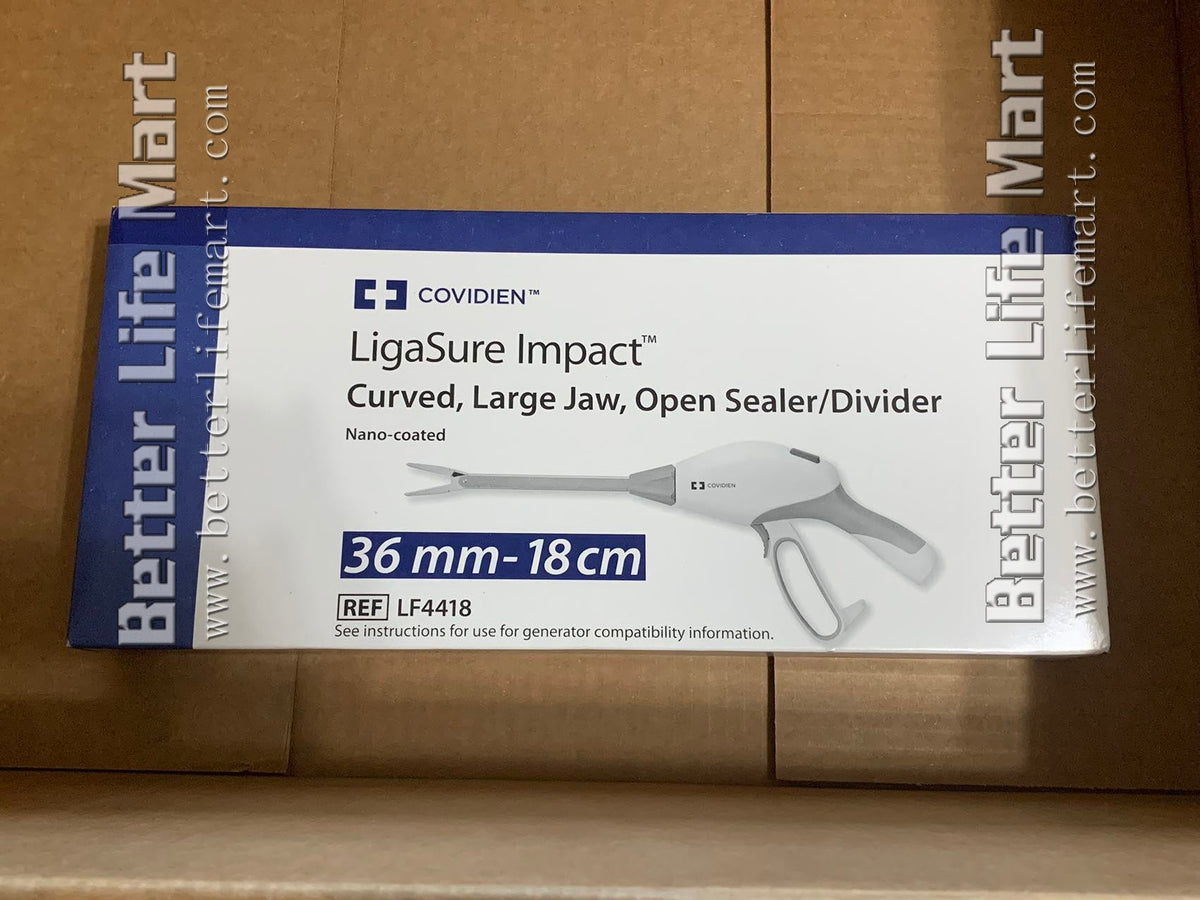 COVIDIEN™
LigaSure Impact™
Curved, Large Jaw, Open Sealer/Divider
Nano-coated
COVIDIEN
36 mm - 18 cm
REF LF4418
See instructions for use for generator compatibility information.
Better Life Mart
www.betterlifemart.com
Better Life Mart
www.betterlifemart.com